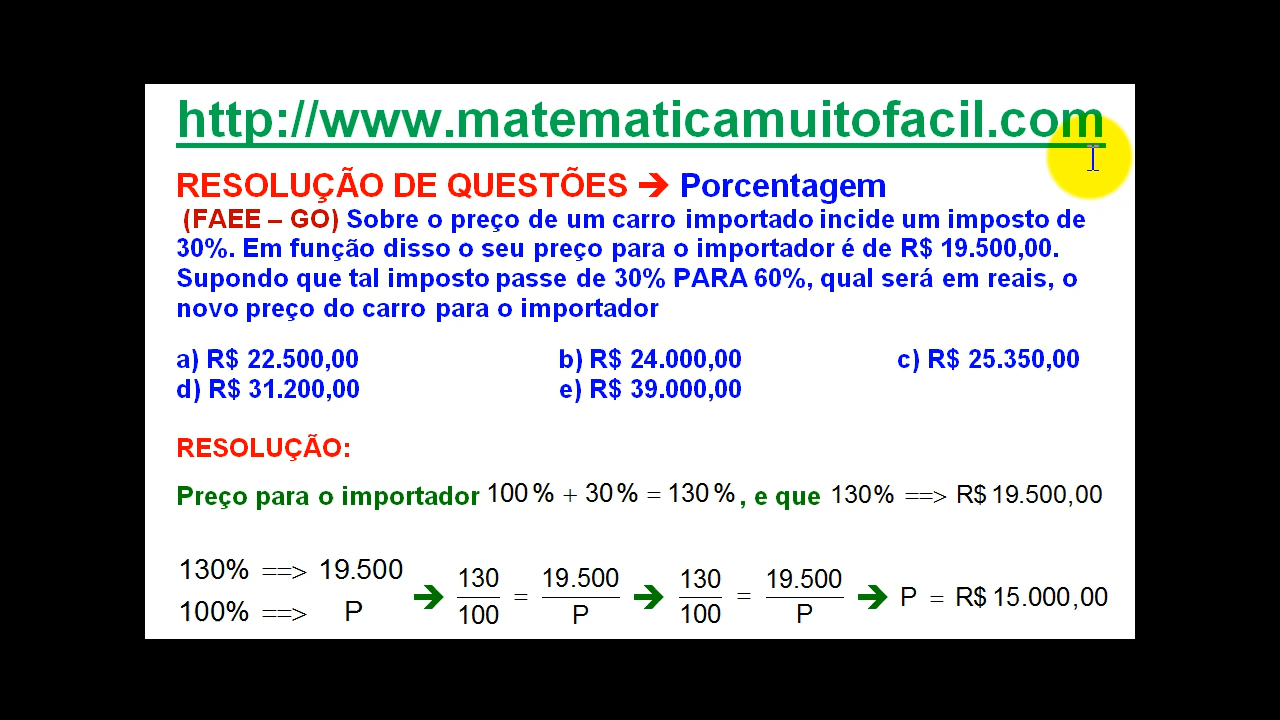 http://www.matematicamuitofacil.com
RESOLUÇÃO DE QUESTÕES ➔ Porcentagem
(FAEE – GO) Sobre o preço de um carro importado incide um imposto de
30%. Em função disso o seu preço para o importador é de R$ 19.500,00.
Supondo que tal imposto passe de 30% PARA 60%, qual será em reais, o
novo preço do carro para o importador
a) R$ 22.500,00 b) R$ 24.000,00 c) R$ 25.350,00
d) R$ 31.200,00 e) R$ 39.000,00
RESOLUÇÃO:
Preço para o importador 100% + 30% = 130%, e que 130% ==> R$ 19.500,00
130% ==> 19.500
100% ==> P
➔ 130/100 = 19.500/P ➔ 130/100 = 19.500/P ➔ P = R$ 15.000,00